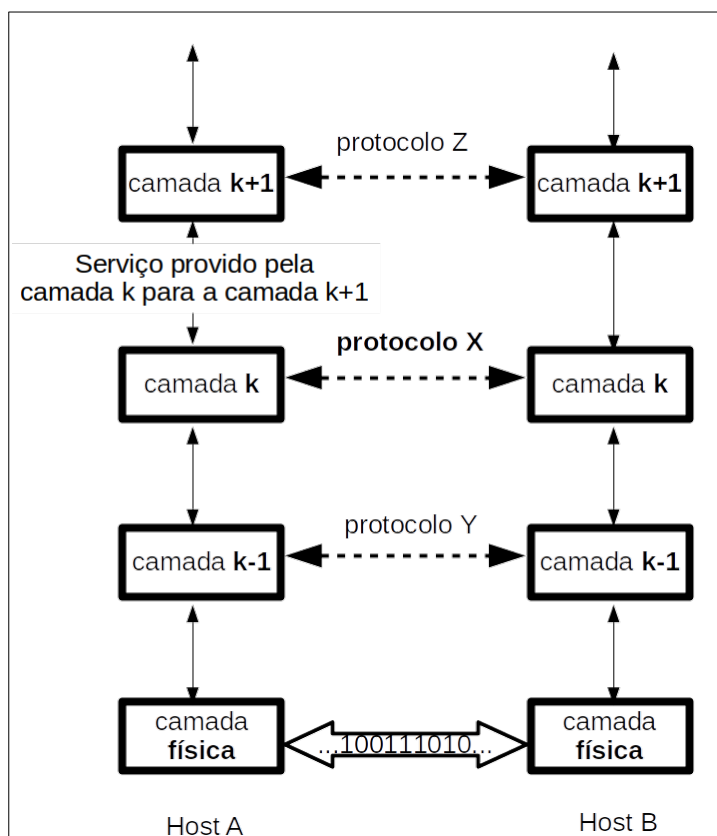 protocolo Z
camada k+1
camada k+1
Serviço provido pela
camada k para a camada k+1
protocolo X
camada k
camada k
protocolo Y
camada k-1
camada k-1
camada
física
...100111010...
camada
física
Host A
Host B